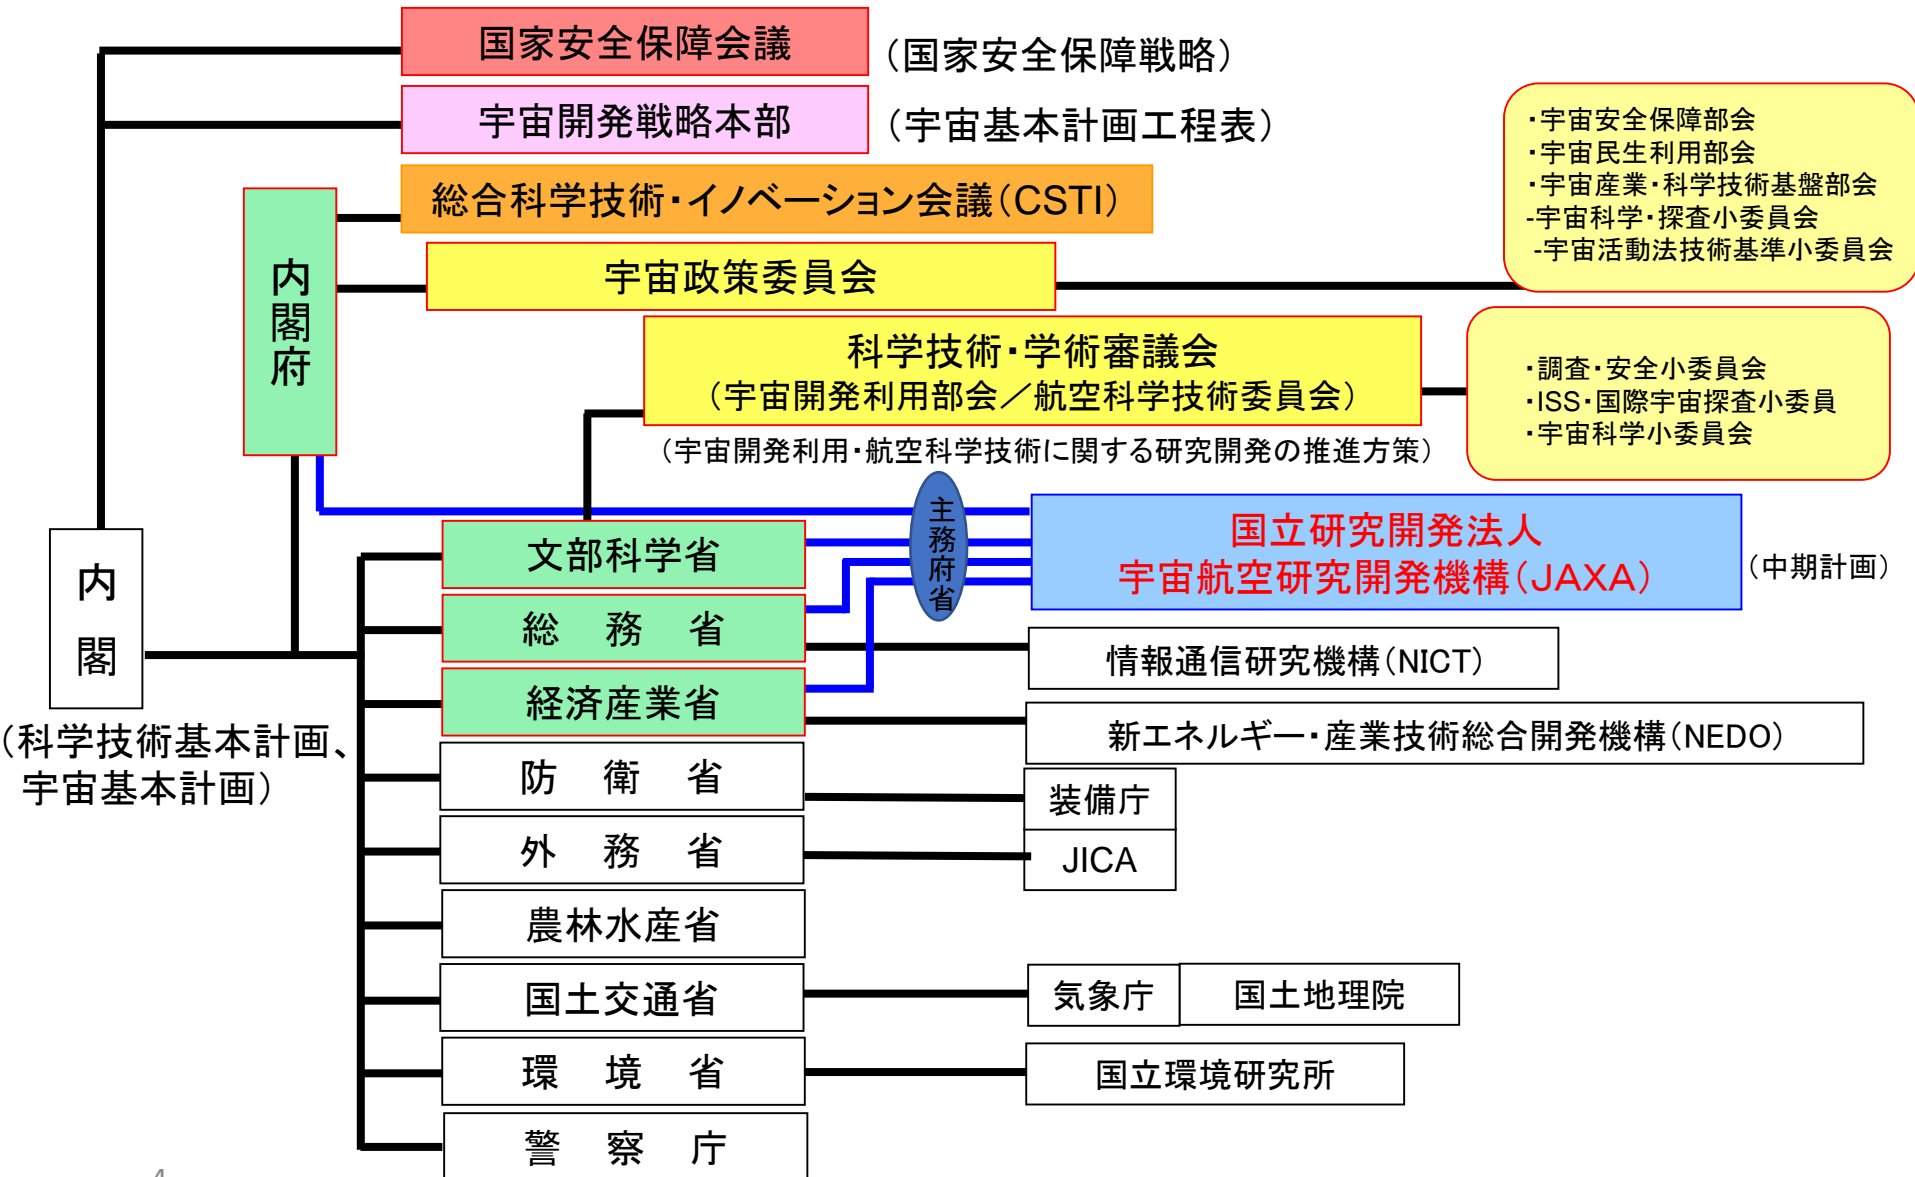 国家安全保障会議
（国家安全保障戦略）
宇宙開発戦略本部
（宇宙基本計画工程表）
・宇宙安全保障部会
・宇宙民生利用部会
・宇宙産業・科学技術基盤部会
-宇宙科学・探査小委員会
-宇宙活動法技術基準小委員会
総合科学技術・イノベーション会議（CSTI）
内閣府
宇宙政策委員会
科学技術・学術審議会
（宇宙開発利用部会／航空科学技術委員会）
（宇宙開発利用・航空科学技術に関する研究開発の推進方策）
・調査・安全小委員会
・ISS・国際宇宙探査小委員
・宇宙科学小委員会
主務府省
国立研究開発法人
宇宙航空研究開発機構（JAXA）
（中期計画）
内閣
（科学技術基本計画、
宇宙基本計画）
文部科学省
総　務　省
情報通信研究機構（NICT）
経済産業省
新エネルギー・産業技術総合開発機構（NEDO）
防　衛　省
装備庁
外　務　省
JICA
農林水産省
国土交通省
気象庁
国土地理院
環　境　省
国立環境研究所
警　察　庁